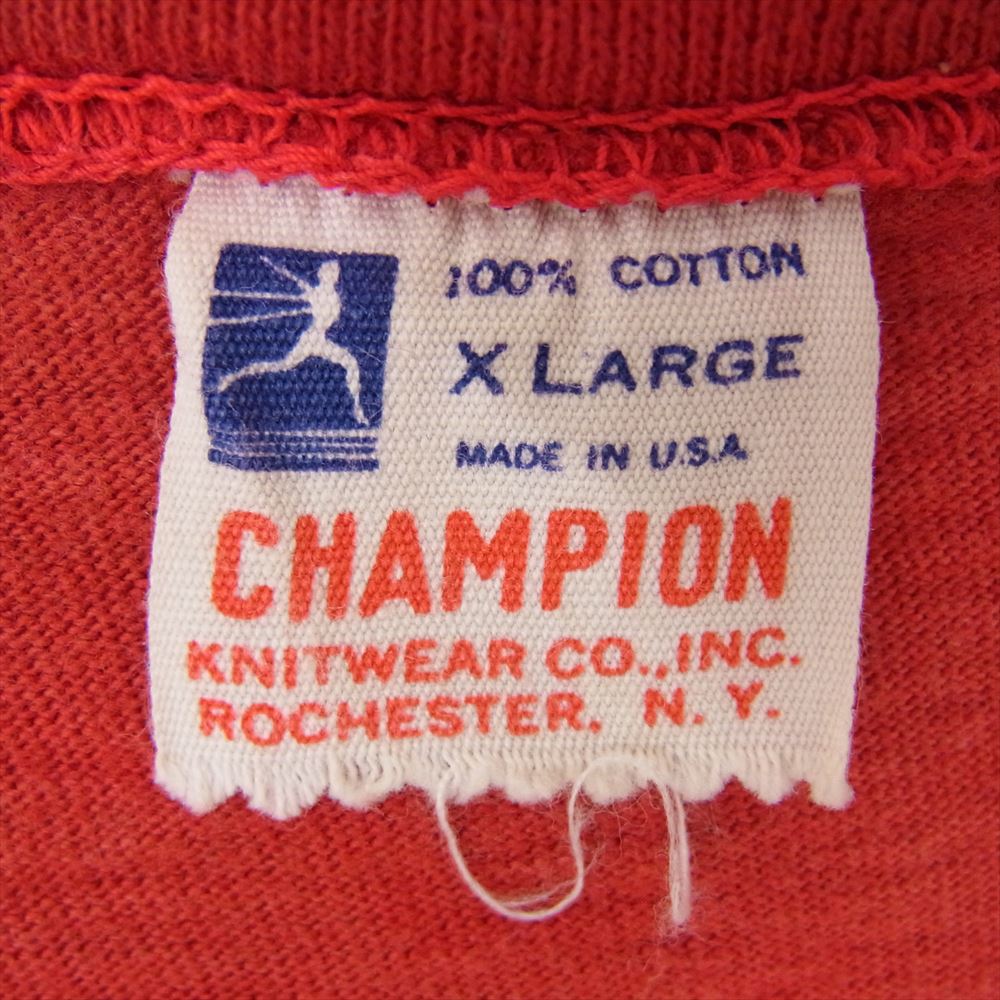 100% COTTON
X LARGE
MADE IN U.S.A.
CHAMPION
KNITWEAR CO., INC.
ROCHESTER, N. Y.